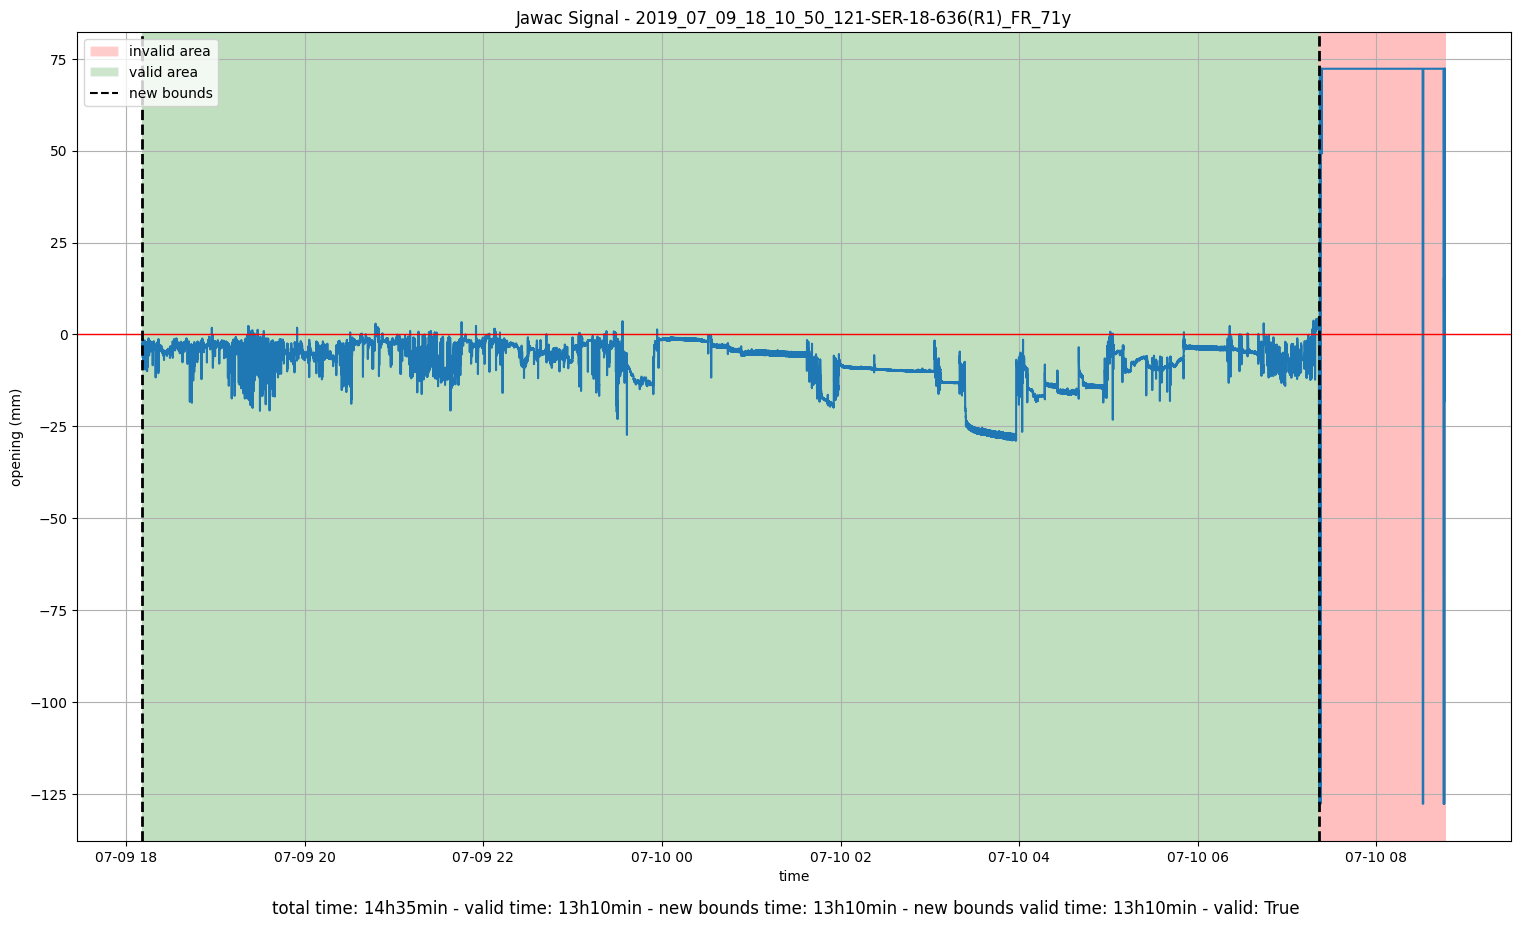 Jawac Signal - 2019_07_09_18_10_50_121-SER-18-636(R1)_FR_71y
invalid area
valid area
new bounds
75
50
25
0
−25
−50
−75
−100
−125
opening (mm)
07-09 18
07-09 20
07-09 22
07-10 00
07-10 02
07-10 04
07-10 06
07-10 08
time
total time: 14h35min - valid time: 13h10min - new bounds time: 13h10min - new bounds valid time: 13h10min - valid: True